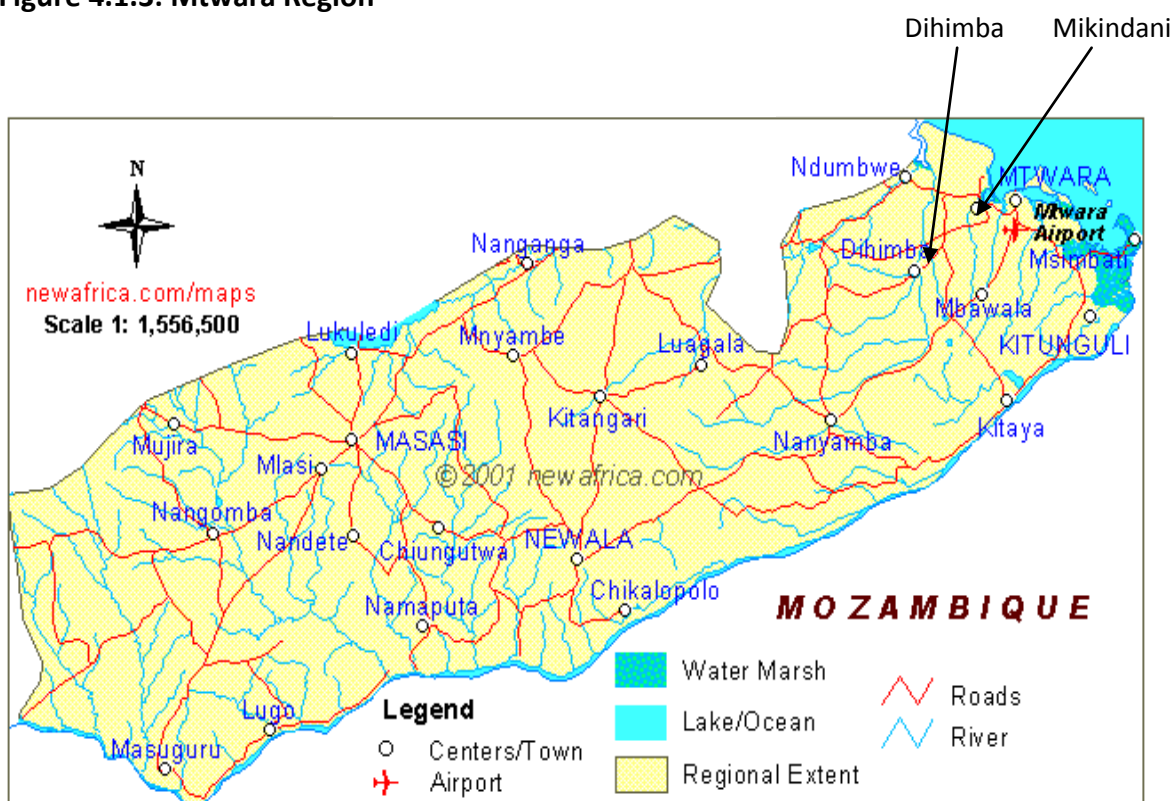 Figure 4.1.3: Mtwara Region
Dihimba Mikindani
N
newafrica.com/maps
Scale 1: 1,556,500
Ndumbwe
MTWARA
Mtwara
Airport
Nanganga
Dihimba
Msimbati
Mbawala
Lukuledi
Mnyambe
Luagala
KITUNGULI
Kitangari
Kitaya
Mujira
MASASI
Nanyamba
Mlasi
©2001 newafrica.com
Nangomba
Nandete
Chiungutwa
NEWALA
Chikalopolo
Namaputa
MOZAMBIQUE
Lugo
Masuguru
Legend
Centers/Town
Airport
Water Marsh
Lake/Ocean
Regional Extent
Roads
River